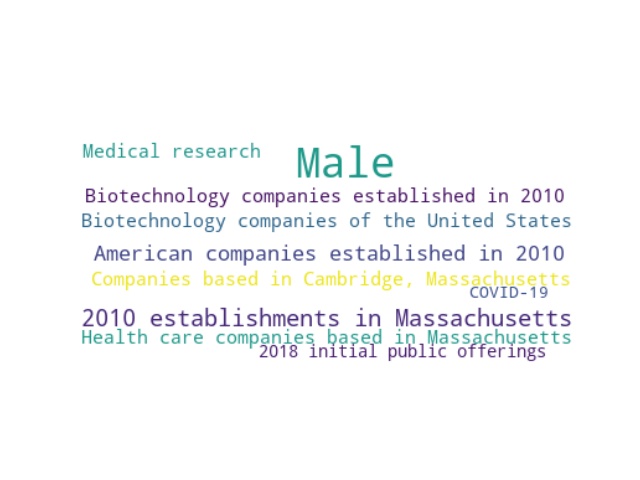 Medical research
Male
Biotechnology companies established in 2010
Biotechnology companies of the United States
American companies established in 2010
Companies based in Cambridge, Massachusetts
COVID-19
2010 establishments in Massachusetts
Health care companies based in Massachusetts
2018 initial public offerings